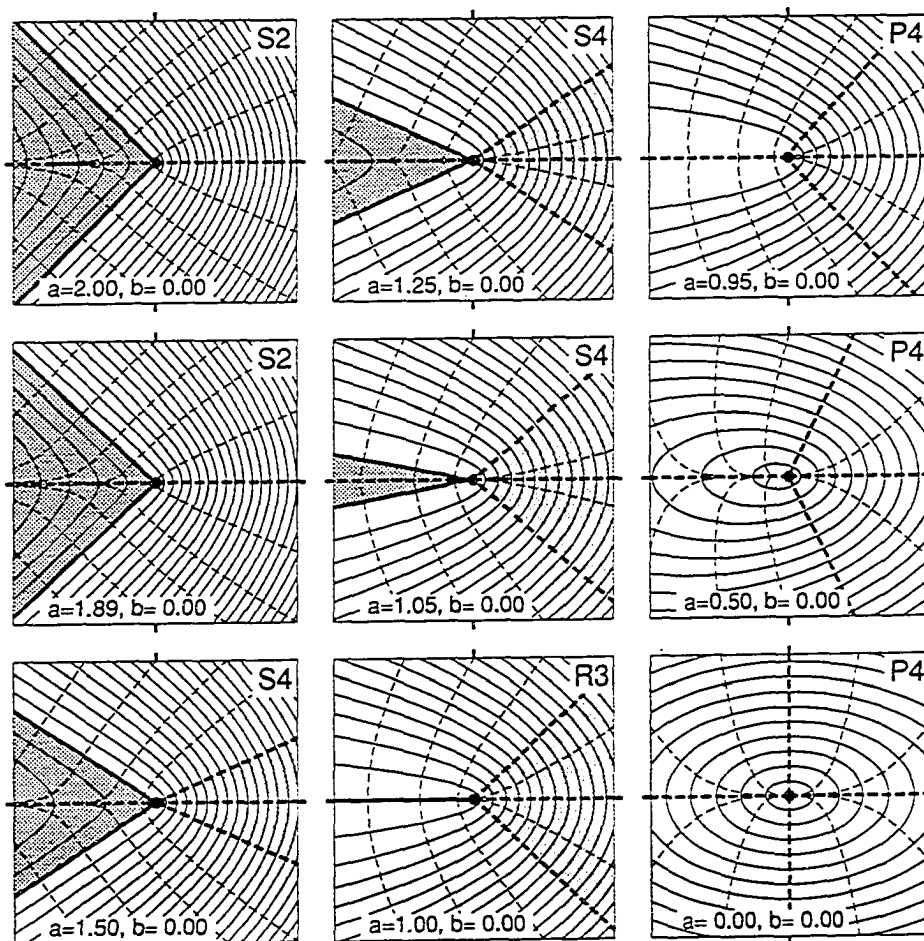 S2
S4
P4
a=2.00, b= 0.00
a=1.25, b= 0.00
a=0.95, b= 0.00
S2
S4
P4
a=1.89, b= 0.00
a=1.05, b= 0.00
a=0.50, b= 0.00
S4
R3
P4
a=1.50, b= 0.00
a=1.00, b= 0.00
a= 0.00, b= 0.00